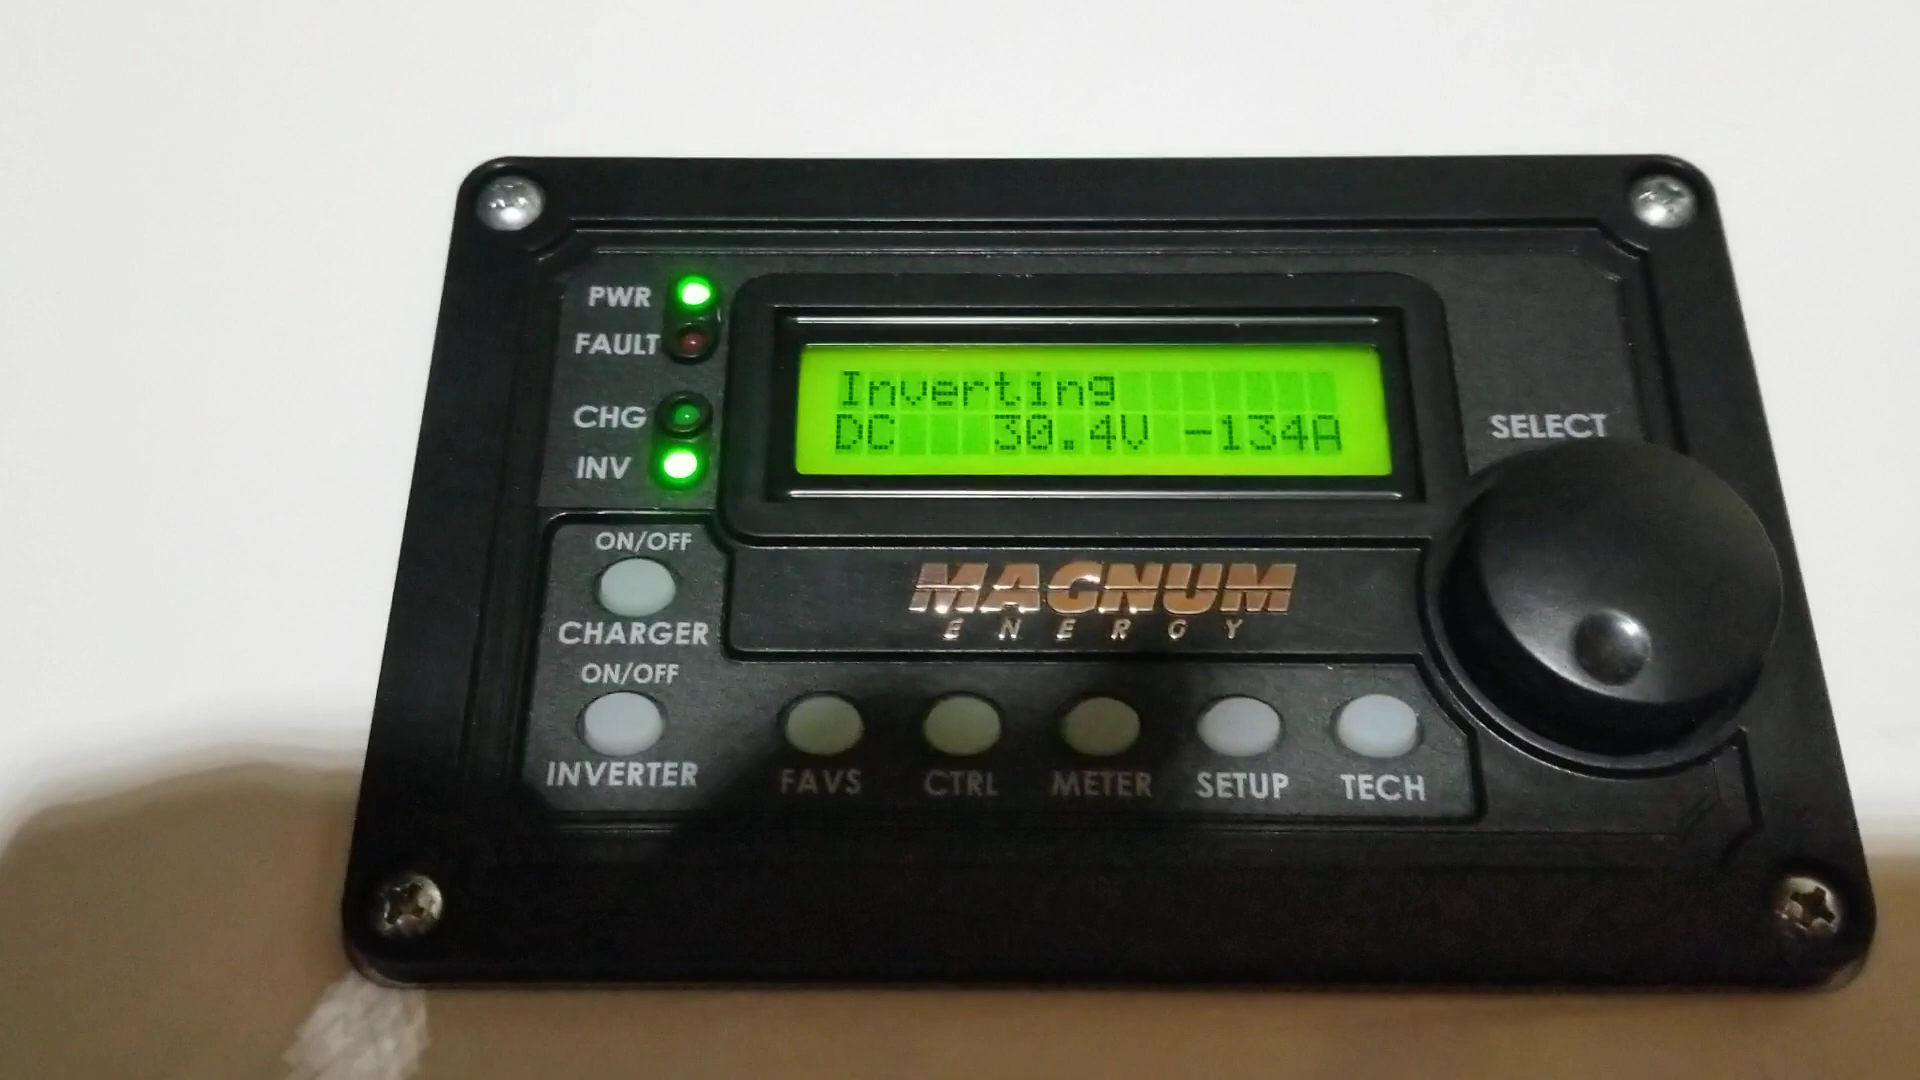 PWR
FAULT
CHG
INV
Inverting
DC 30.4V -134A
SELECT
ON/OFF
CHARGER
ON/OFF
INVERTER
MAGNUM
ENERGY
FAVS
CTRL
METER
SETUP
TECH